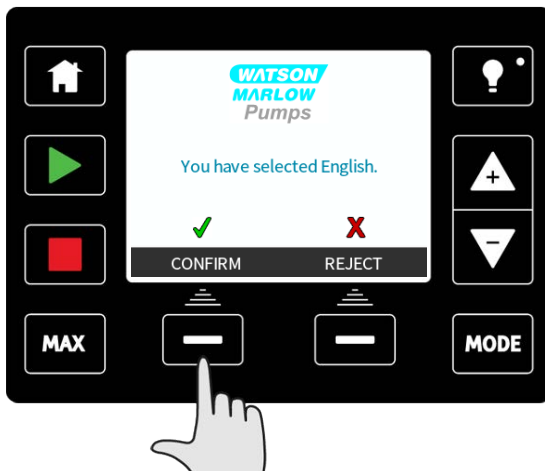 WATSON
MARLOW
Pumps
You have selected English.
CONFIRM REJECT
+
-
MAX
MODE